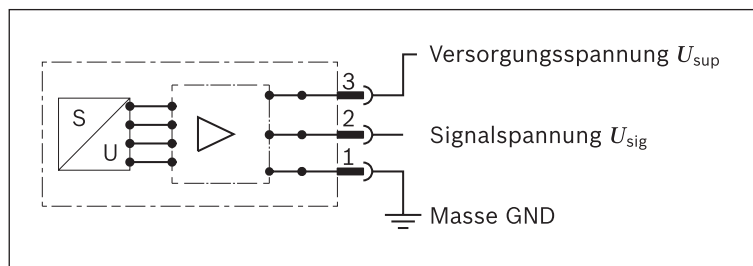 3 Versorgungsspannung Usup
S
2 Signalspannung Usig
U
1
Masse GND